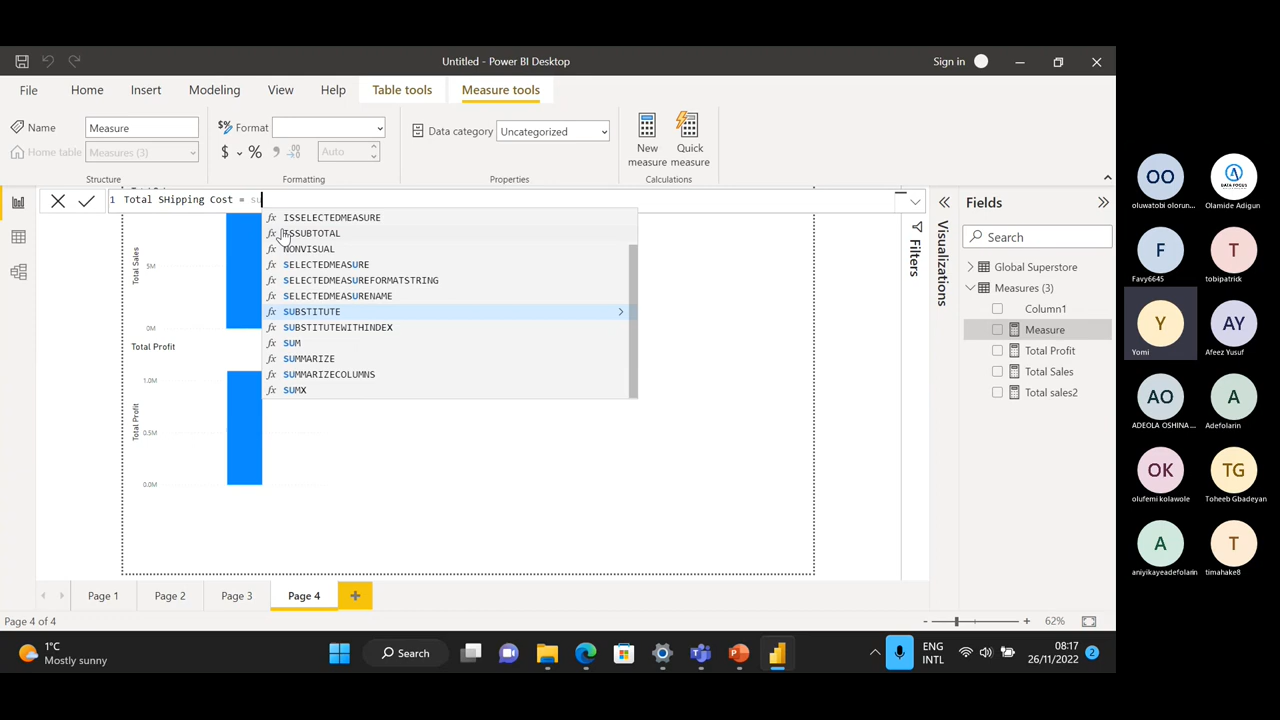 Untitled - Power BI Desktop
Sign in
File Home Insert Modeling View Help Table tools Measure tools
Name Measure
Home table Measures (3)
Structure
$% Format
$ % Auto
Formatting
Data category Uncategorized
Properties
New measure
Quick measure
Calculations
1 Total SHipping Cost = su
ISSELECTEDMEASURE
ISSUBTOTAL
NONVISUAL
SELECTEDMEASURE
SELECTEDMEASUREFORMATSTRING
SELECTEDMEASURENAME
SUBSTITUTE
SUBSTITUTEWITHINDEX
SUM
SUMMARIZE
SUMMARIZECOLUMNS
SUMX
Total Sales
5M
0M
Total Profit
Total Profit
1.0M
0.5M
0.0M
Filters
Visualizations
Fields
Search
Global Superstore
Measures (3)
Column1
Measure
Total Profit
Total Sales
Total sales2
Page 1 Page 2 Page 3 Page 4 +
Page 4 of 4
- + 62%
1°C
Mostly sunny
Search
ENG
INTL
08:17
26/11/2022
2
OO
oluwatobi olorun...
DATA FOCUS
Olamide Adigun
F
Favy6645
T
tobipatrick
Y
Yomi
AY
Afeez Yusuf
AO
ADEOLA OSHINA ...
A
Adefolarin
OK
olufemi kolawole
TG
Toheeb Gbadeyan
A
aniyikayeadefolarin
T
timahake8